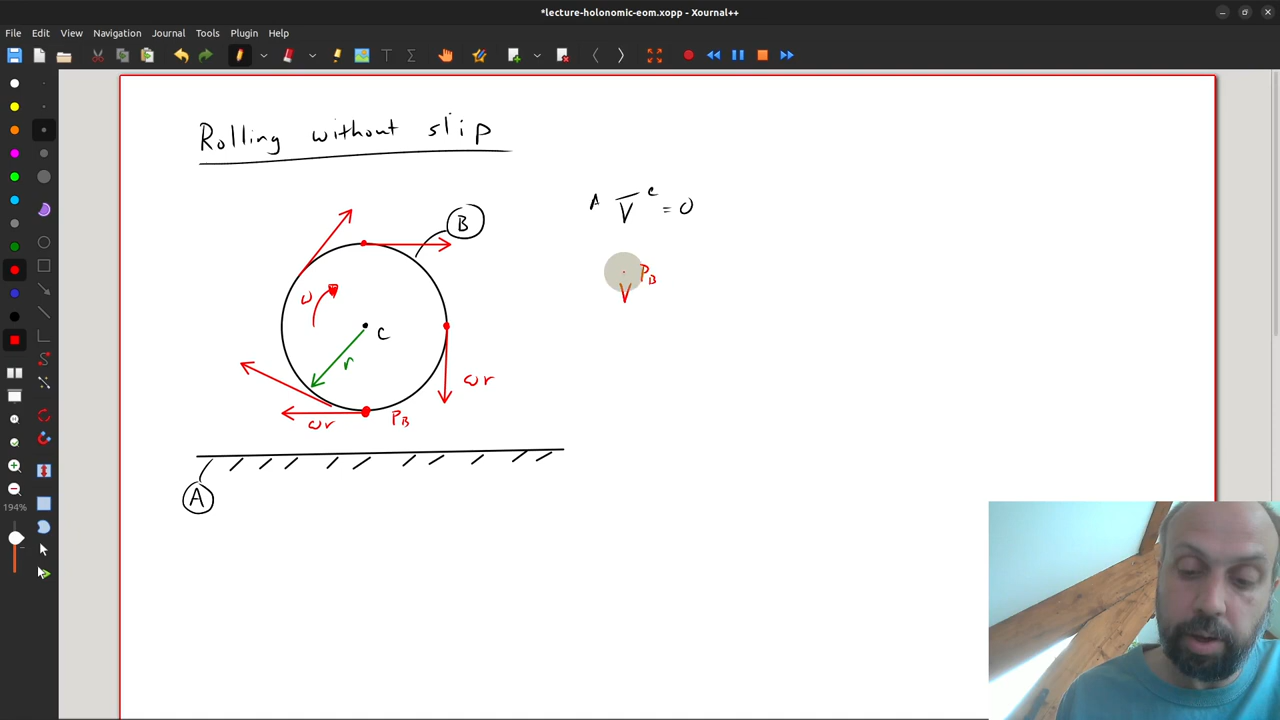 *lecture-holonomic-eom.xopp - Xournal++
File Edit View Navigation Journal Tools Plugin Help
194%
Rolling without slip
B
A V̅ᶜ = 0
ω
P_B
V
C
r
ωr
ωr
P_B
A